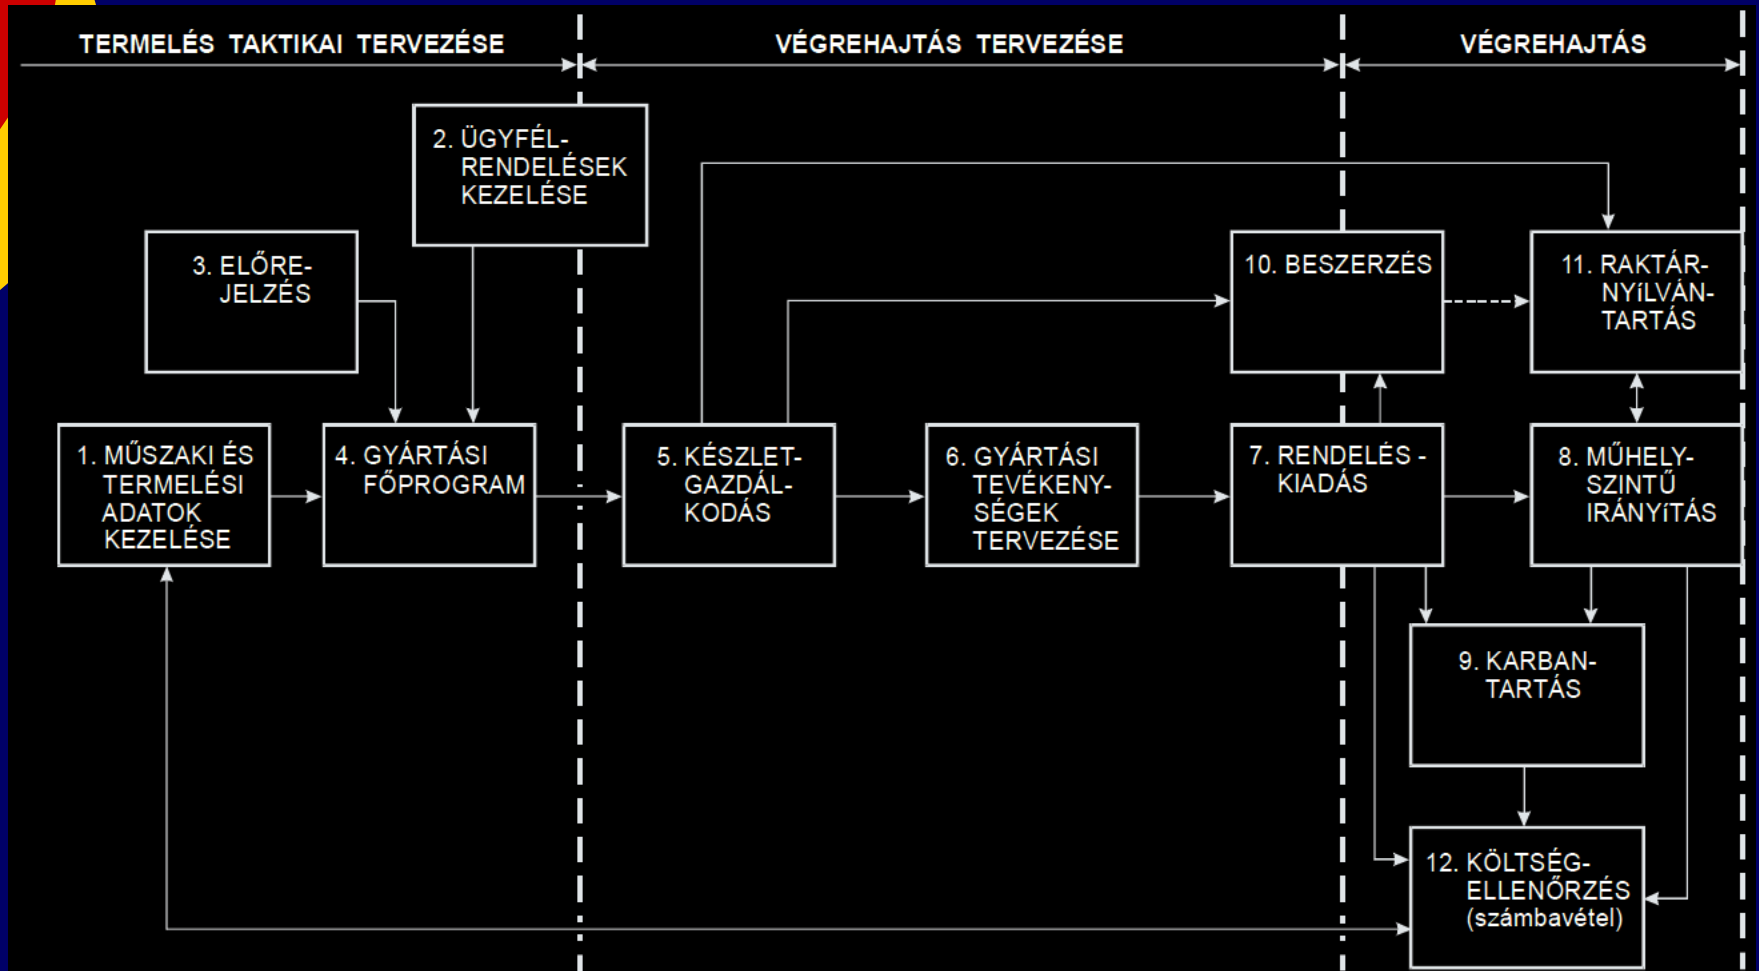 TERMELÉS TAKTIKAI TERVEZÉSE
VÉGREHAJTÁS TERVEZÉSE
VÉGREHAJTÁS
2. ÜGYFÉL-
RENDELÉSEK
KEZELÉSE
3. ELŐRE-
JELZÉS
10. BESZERZÉS
11. RAKTÁR-
NYíLVÁN-
TARTÁS
1. MŰSZAKI ÉS
TERMELÉSI
ADATOK
KEZELÉSE
4. GYÁRTÁSI
FŐPROGRAM
5. KÉSZLET-
GAZDÁL-
KODÁS
6. GYÁRTÁSI
TEVÉKENY-
SÉGEK
TERVEZÉSE
7. RENDELÉS -
KIADÁS
8. MŰHELY-
SZINTŰ
IRÁNYíTÁS
9. KARBAN-
TARTÁS
12. KÖLTSÉG-
ELLENŐRZÉS
(számbavétel)